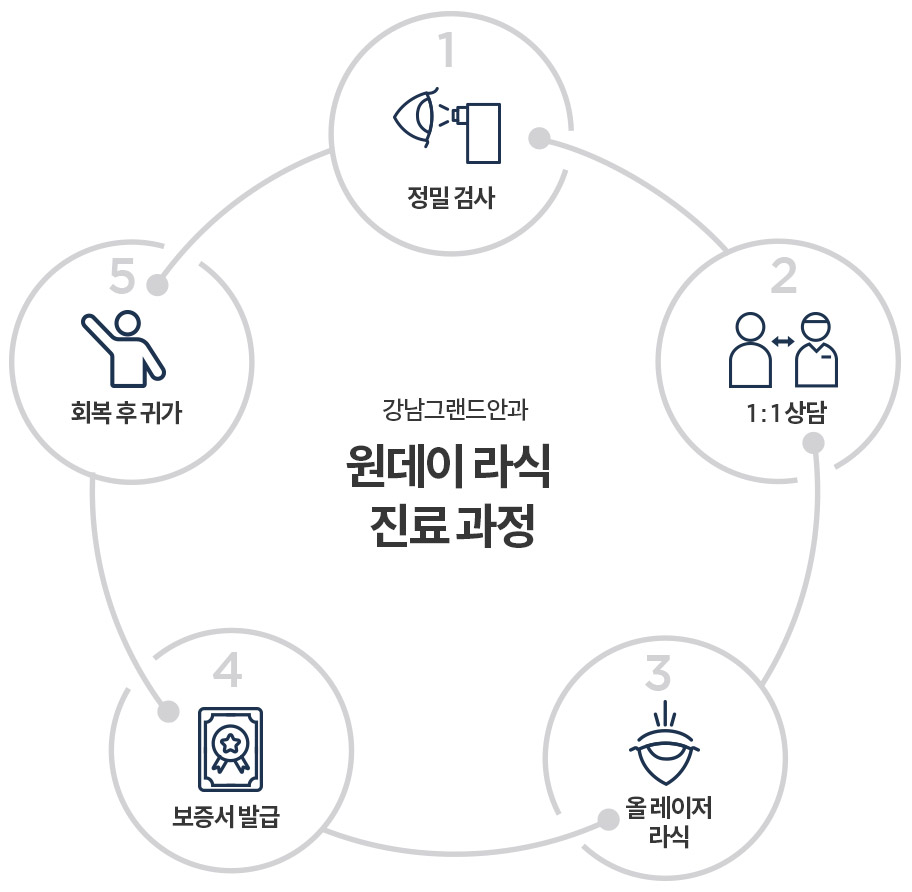 강남그랜드안과
원데이 라식
진료 과정
1
정밀 검사
2
1:1 상담
3
올 레이저
라식
4
보증서 발급
5
회복 후 귀가